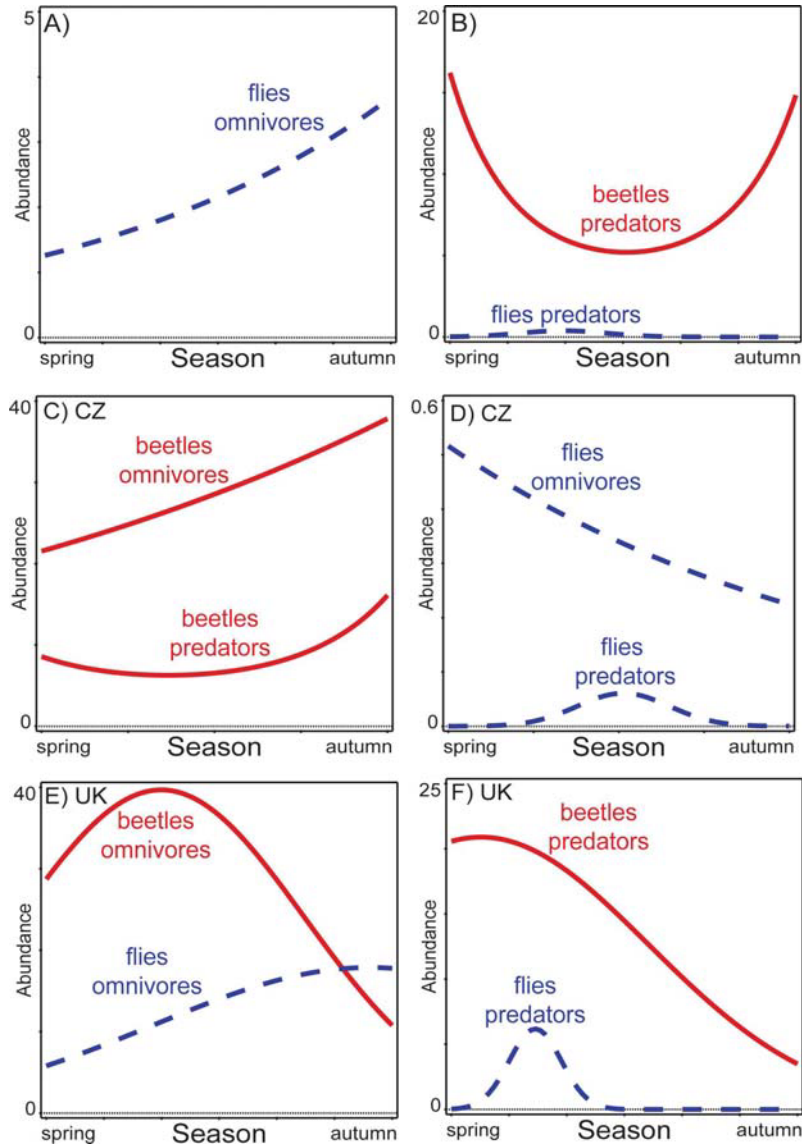 A)
5
flies
omnivores
Abundance
0
spring
Season
autumn
B)
20
beetles
predators
flies predators
Abundance
0
spring
Season
autumn
C) CZ
40
beetles
omnivores
beetles
predators
Abundance
0
spring
Season
autumn
D) CZ
0.6
flies
omnivores
flies
predators
Abundance
0
spring
Season
autumn
E) UK
40
beetles
omnivores
flies
omnivores
Abundance
0
spring
Season
autumn
F) UK
25
beetles
predators
flies
predators
Abundance
0
spring
Season
autumn